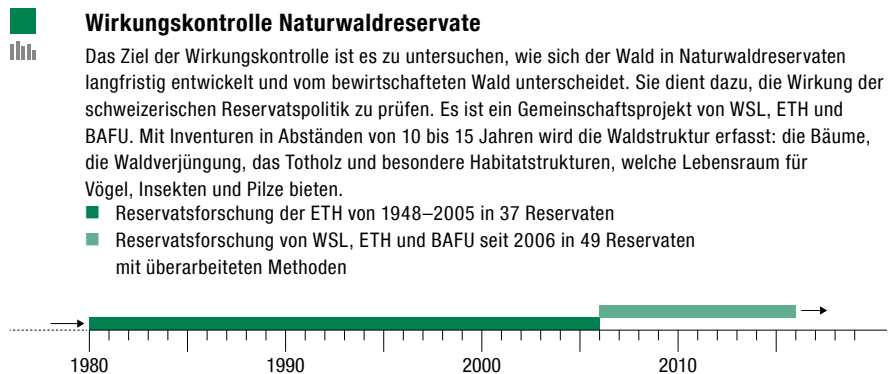 Wirkungskontrolle Naturwaldreservate
Das Ziel der Wirkungskontrolle ist es zu untersuchen, wie sich der Wald in Naturwaldreservaten
langfristig entwickelt und vom bewirtschafteten Wald unterscheidet. Sie dient dazu, die Wirkung der
schweizerischen Reservatspolitik zu prüfen. Es ist ein Gemeinschaftsprojekt von WSL, ETH und
BAFU. Mit Inventuren in Abständen von 10 bis 15 Jahren wird die Waldstruktur erfasst: die Bäume,
die Waldverjüngung, das Totholz und besondere Habitatstrukturen, welche Lebensraum für
Vögel, Insekten und Pilze bieten.
Reservatsforschung der ETH von 1948–2005 in 37 Reservaten
Reservatsforschung von WSL, ETH und BAFU seit 2006 in 49 Reservaten
mit überarbeiteten Methoden
1980 1990 2000 2010